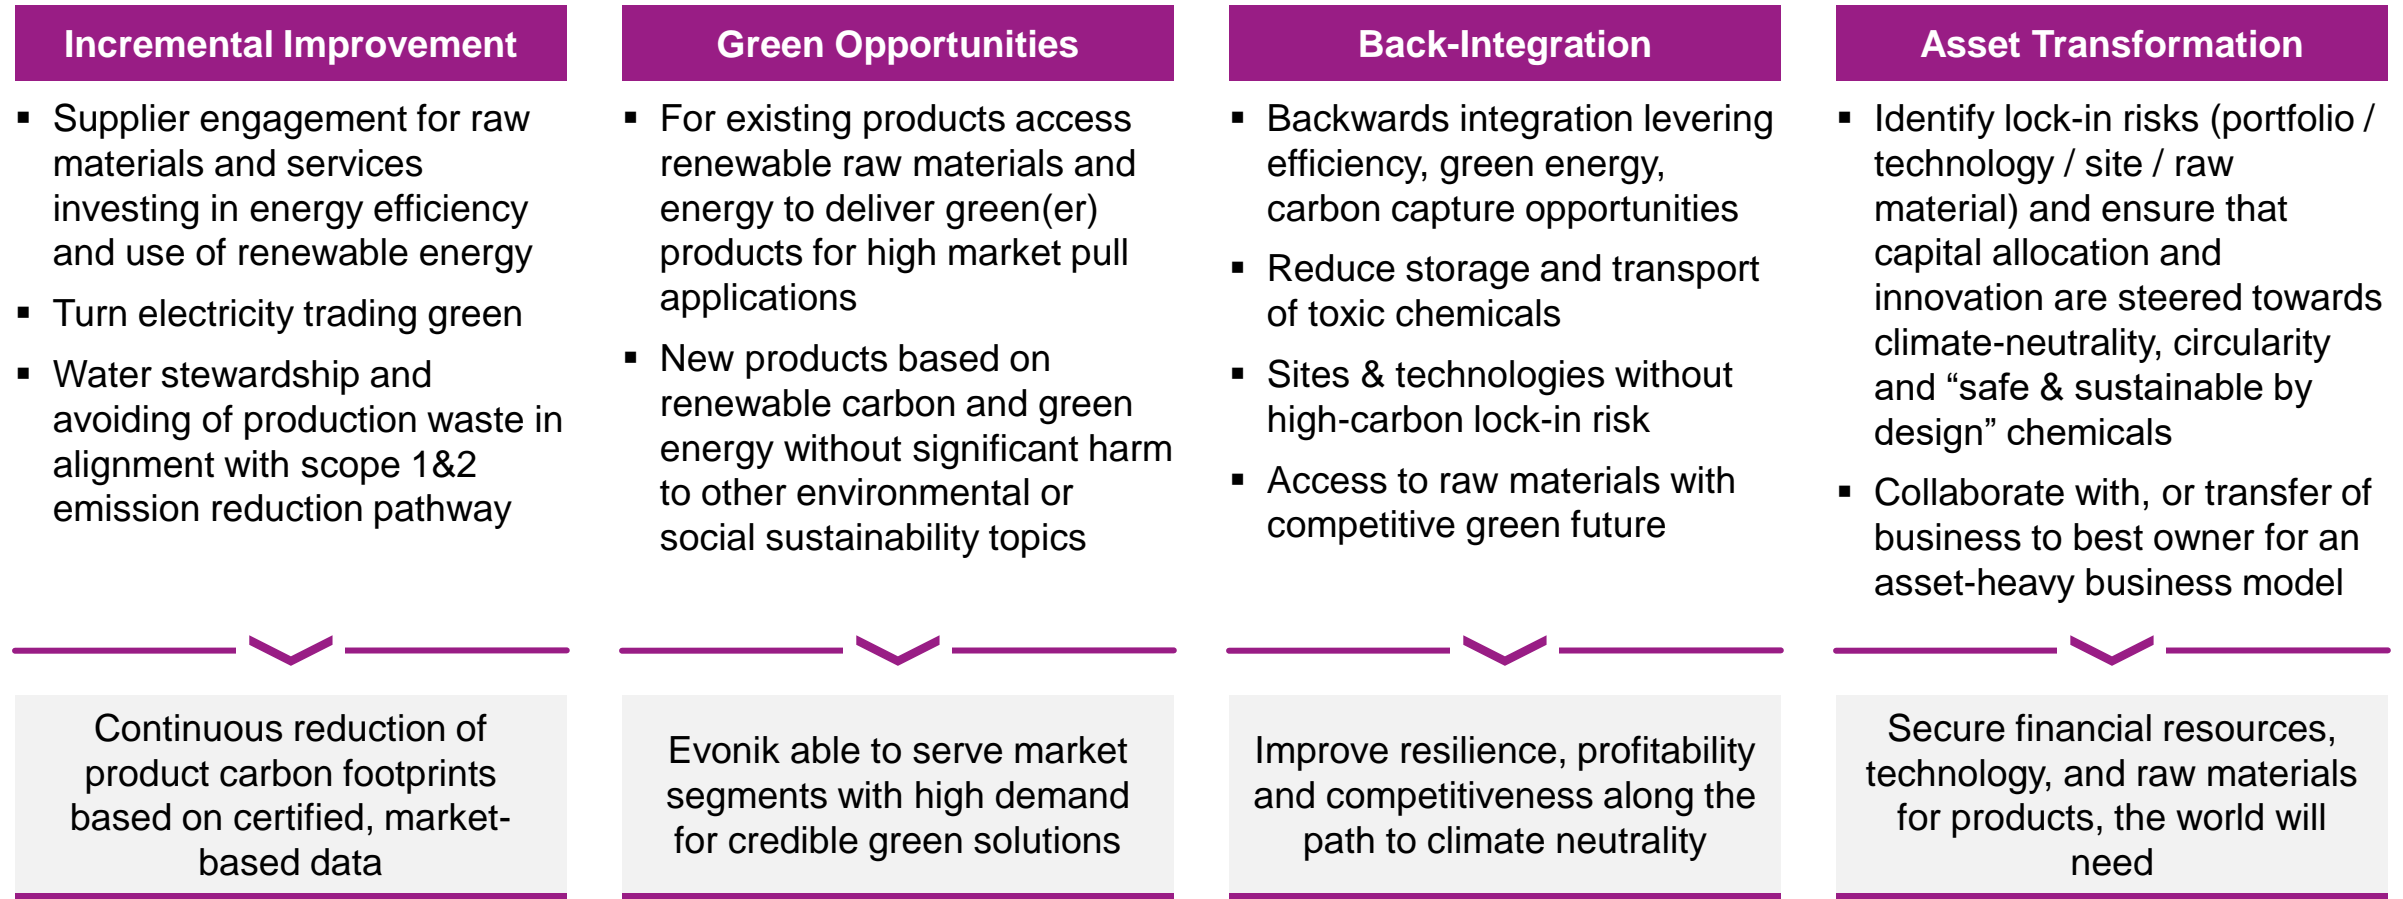 Incremental Improvement
▪ Supplier engagement for raw
materials and services
investing in energy efficiency
and use of renewable energy
▪ Turn electricity trading green
▪ Water stewardship and
avoiding of production waste in
alignment with scope 1&2
emission reduction pathway
Continuous reduction of
product carbon footprints
based on certified, market-
based data
Green Opportunities
▪ For existing products access
renewable raw materials and
energy to deliver green(er)
products for high market pull
applications
▪ New products based on
renewable carbon and green
energy without significant harm
to other environmental or
social sustainability topics
Evonik able to serve market
segments with high demand
for credible green solutions
Back-Integration
▪ Backwards integration levering
efficiency, green energy,
carbon capture opportunities
▪ Reduce storage and transport
of toxic chemicals
▪ Sites & technologies without
high-carbon lock-in risk
▪ Access to raw materials with
competitive green future
Improve resilience, profitability
and competitiveness along the
path to climate neutrality
Asset Transformation
▪ Identify lock-in risks (portfolio /
technology / site / raw
material) and ensure that
capital allocation and
innovation are steered towards
climate-neutrality, circularity
and “safe & sustainable by
design” chemicals
▪ Collaborate with, or transfer of
business to best owner for an
asset-heavy business model
Secure financial resources,
technology, and raw materials
for products, the world will
need